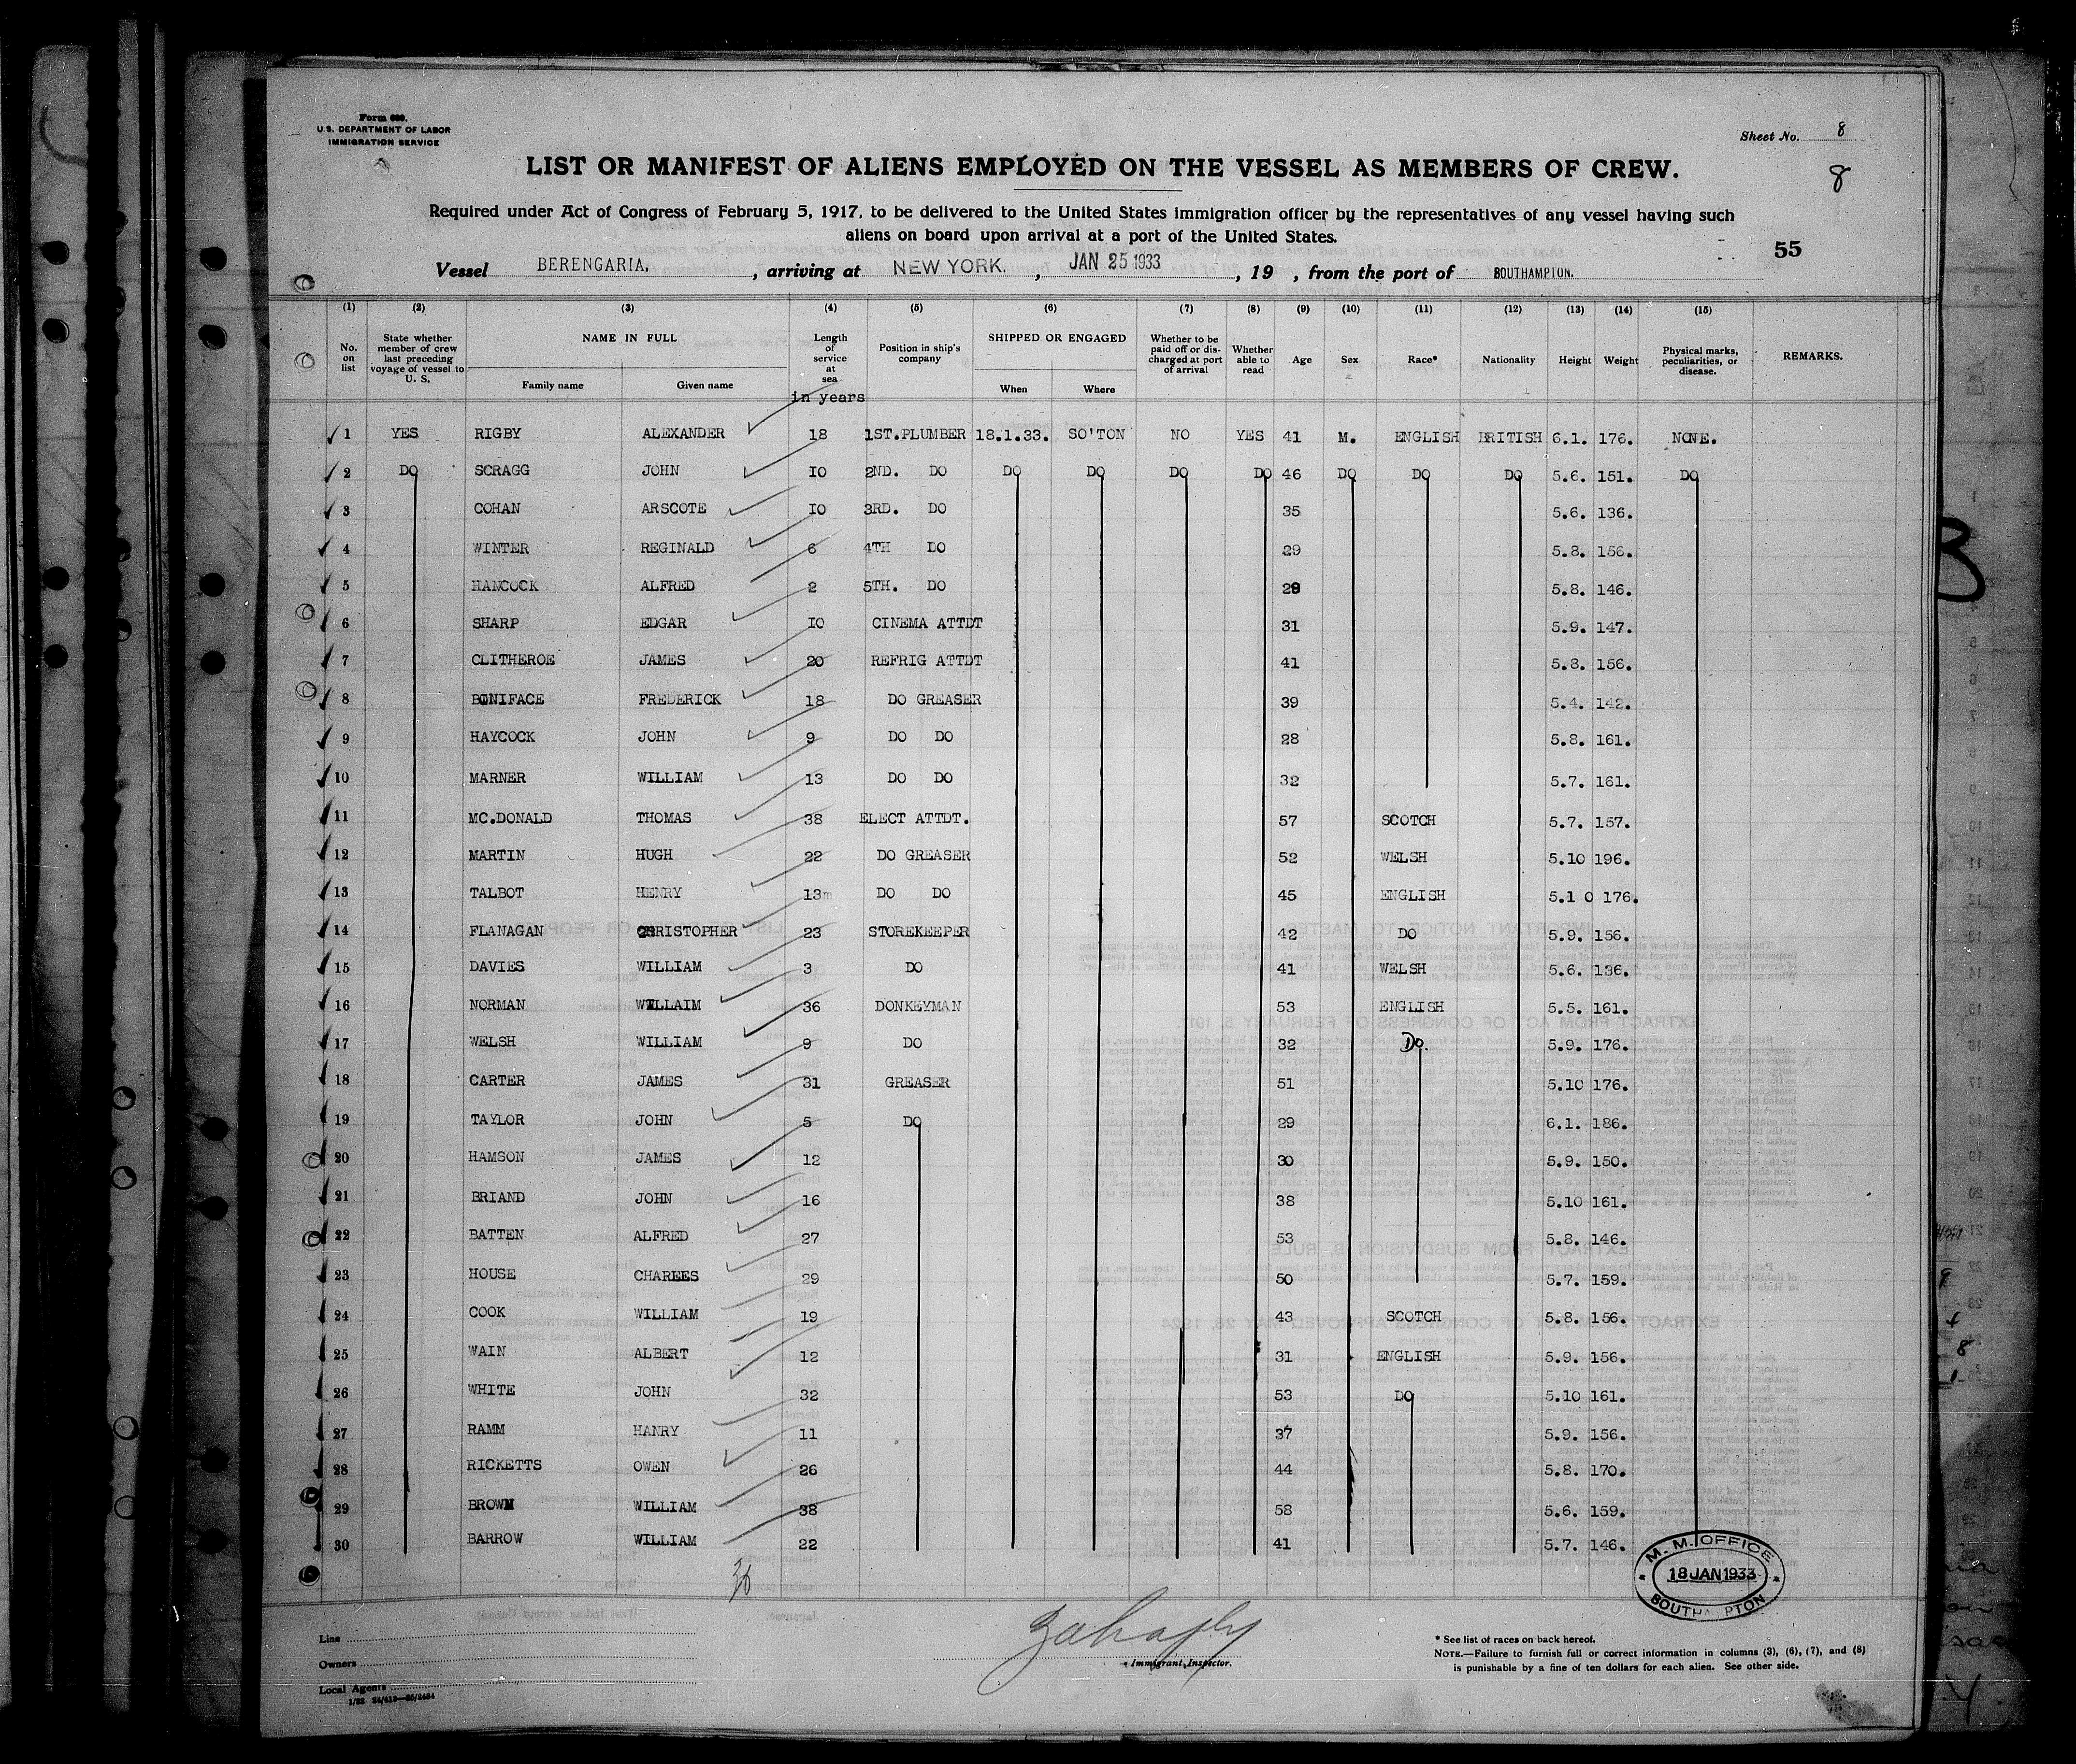 Form 680.
U.S. DEPARTMENT OF LABOR
IMMIGRATION SERVICE
Sheet No. 8
8
LIST OR MANIFEST OF ALIENS EMPLOYED ON THE VESSEL AS MEMBERS OF CREW.
Required under Act of Congress of February 5, 1917, to be delivered to the United States immigration officer by the representatives of any vessel having such
aliens on board upon arrival at a port of the United States.
55
Vessel BERENGARIA, , arriving at NEW YORK. , JAN 25 1933 , 19 , from the port of SOUTHAMPTON.
(1) (2) (3) (4) (5) (6) (7) (8) (9) (10) (11) (12) (13) (14) (15)
No. on list State whether member of crew last preceding voyage of vessel to U. S. NAME IN FULL Family name Given name Length of service at sea in years Position in ship's company SHIPPED OR ENGAGED When Where Whether to be paid off or discharged at port of arrival Whether able to read Age Sex Race* Nationality Height Weight Physical marks, peculiarities, or disease. REMARKS.
1 YES RIGBY ALEXANDER 18 1ST.PLUMBER 18.1.33. SO'TON NO YES 41 M. ENGLISH BRITISH 6.1. 176. NONE.
2 DO SCRAGG JOHN 10 2ND. DO DO DO DO DO 46 DO DO DO 5.6. 151. DO
3 COHAN ARSCOTE 10 3RD. DO 35 5.6. 136.
4 WINTER REGINALD 6 4TH DO 29 5.8. 156.
5 HANCOCK ALFRED 2 5TH. DO 28 5.8. 146.
6 SHARP EDGAR 10 CINEMA ATTDT 31 5.9. 147.
7 CLITHEROE JAMES 20 REFRIG ATTDT 41 5.8. 156.
8 BONIFACE FREDERICK 18 DO GREASER 39 5.4. 142.
9 HAYCOCK JOHN 9 DO DO 28 5.8. 161.
10 MARNER WILLIAM 13 DO DO 32 5.7. 161.
11 MC.DONALD THOMAS 38 ELECT ATTDT. 57 SCOTCH 5.7. 157.
12 MARTIN HUGH 22 DO GREASER 52 WELSH 5.10 196.
13 TALBOT HENRY 13 DO DO 45 ENGLISH 5.1 0 176.
14 FLANAGAN CHRISTOPHER 23 STOREKEEPER 42 DO 5.9. 156.
15 DAVIES WILLIAM 3 DO 41 WELSH 5.6. 136.
16 NORMAN WILLAIM 36 DONKEYMAN 53 ENGLISH 5.5. 161.
17 WELSH WILLIAM 9 DO 32 Do. 5.9. 176.
18 CARTER JAMES 31 GREASER 51 5.10 176.
19 TAYLOR JOHN 5 DO 29 6.1. 186.
20 HAMSON JAMES 12 30 5.9. 150.
21 BRIAND JOHN 16 38 5.10 161.
22 BATTEN ALFRED 27 53 5.8. 146.
23 HOUSE CHARLES 29 50 5.7. 159.
24 COOK WILLIAM 19 43 SCOTCH 5.8. 156.
25 WAIN ALBERT 12 31 ENGLISH 5.9. 156.
26 WHITE JOHN 32 53 DO 5.10 161.
27 RAMM HANRY 11 37 5.9. 156.
28 RICKETTS OWEN 26 44 5.8. 170.
29 BROWN WILLIAM 38 58 5.6. 159.
30 BARROW WILLIAM 22 41 5.7. 146.
30
M. M. OFFICE
18 JAN 1933
SOUTHAMPTON
Line
Owners
Local Agents
Immigrant Inspector.
* See list of races on back hereof.
NOTE.—Failure to furnish full or correct information in columns (3), (6), (7), and (8)
is punishable by a fine of ten dollars for each alien. See other side.